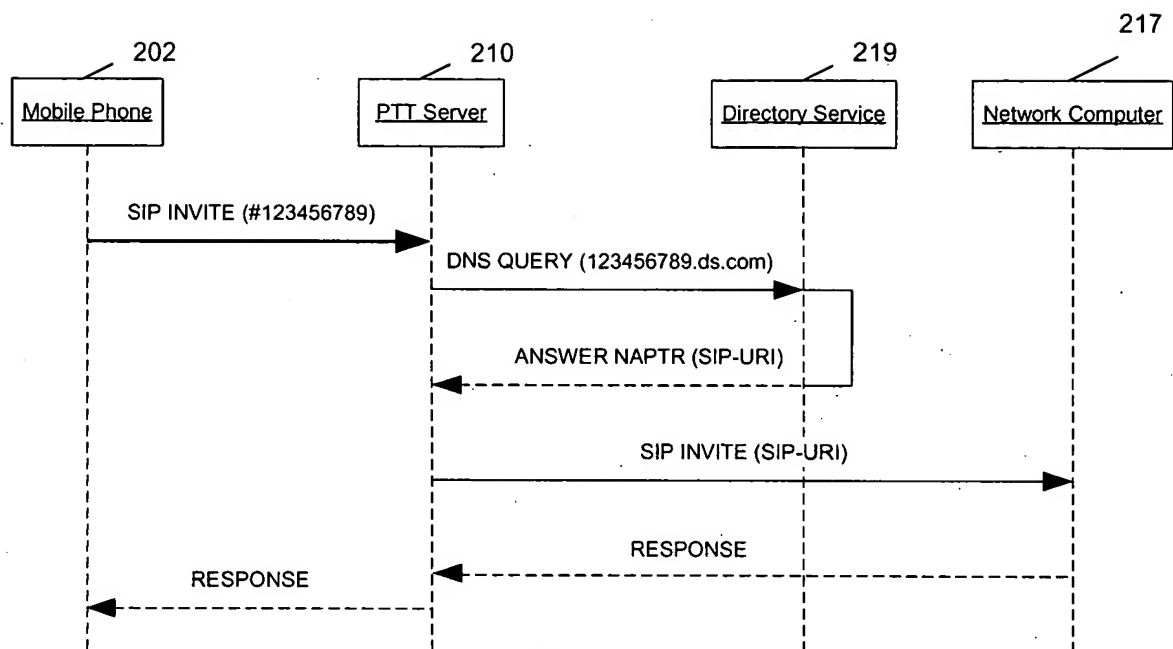 202
210
219
217
Mobile Phone
PTT Server
Directory Service
Network Computer
SIP INVITE (#123456789)
DNS QUERY (123456789.ds.com)
ANSWER NAPTR (SIP-URI)
SIP INVITE (SIP-URI)
RESPONSE
RESPONSE